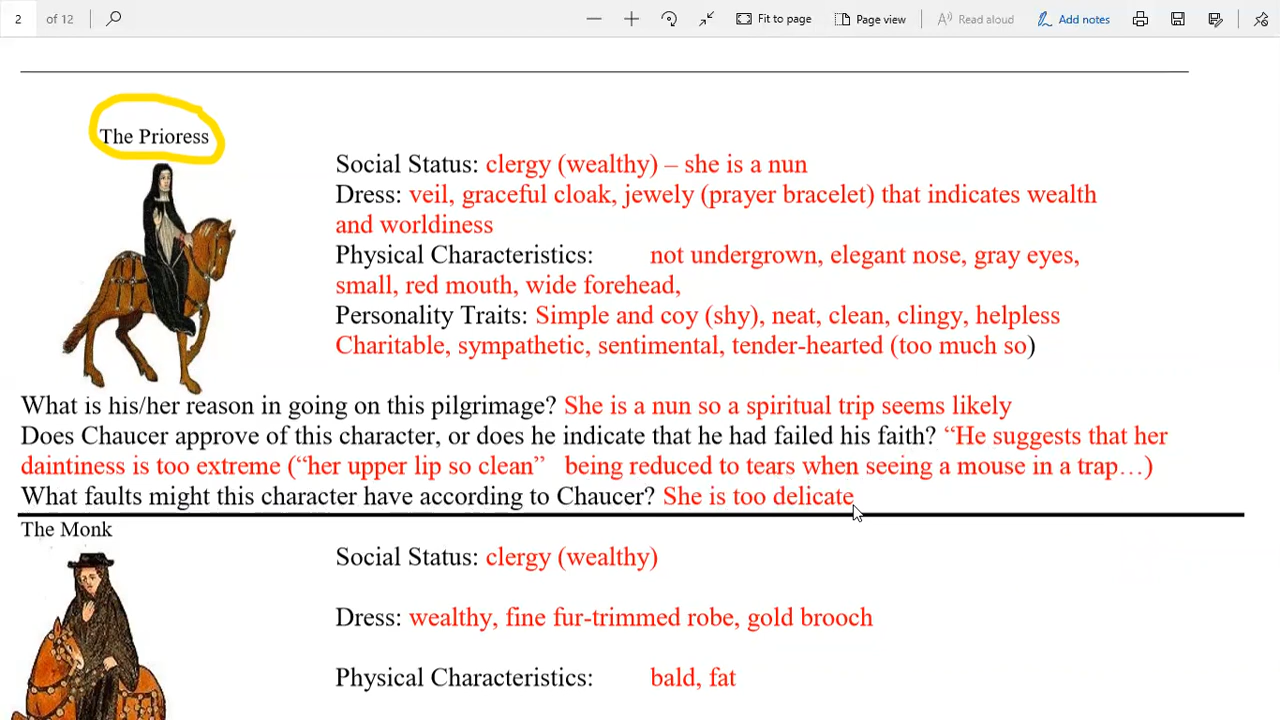 2 of 12 Fit to page Page view Read aloud Add notes
The Prioress
Social Status: clergy (wealthy) – she is a nun
Dress: veil, graceful cloak, jewely (prayer bracelet) that indicates wealth
and worldiness
Physical Characteristics: not undergrown, elegant nose, gray eyes,
small, red mouth, wide forehead,
Personality Traits: Simple and coy (shy), neat, clean, clingy, helpless
Charitable, sympathetic, sentimental, tender-hearted (too much so)
What is his/her reason in going on this pilgrimage? She is a nun so a spiritual trip seems likely
Does Chaucer approve of this character, or does he indicate that he had failed his faith? “He suggests that her
daintiness is too extreme (“her upper lip so clean” being reduced to tears when seeing a mouse in a trap…)
What faults might this character have according to Chaucer? She is too delicate
The Monk
Social Status: clergy (wealthy)
Dress: wealthy, fine fur-trimmed robe, gold brooch
Physical Characteristics: bald, fat